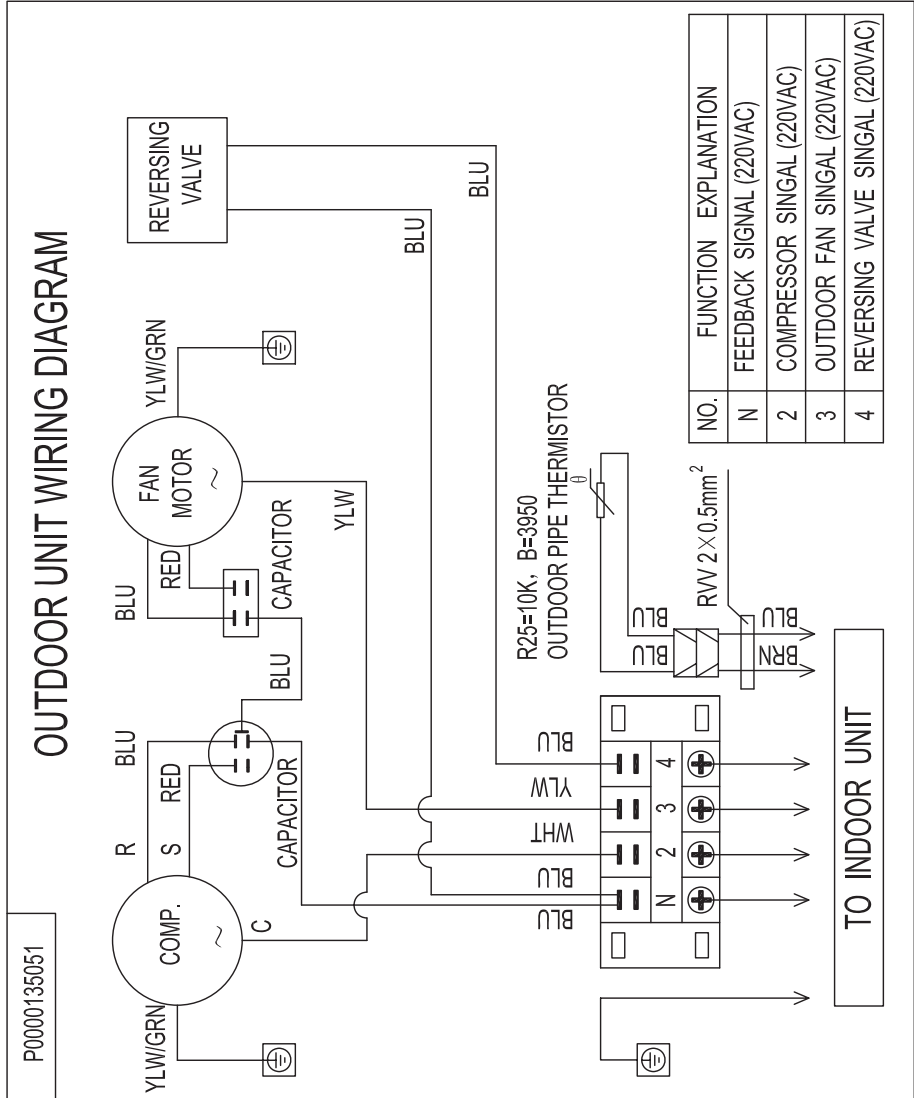 P0000135051
OUTDOOR UNIT WIRING DIAGRAM
YLW/GRN
COMP.
~
R
S
C
BLU
RED
CAPACITOR
BLU
BLU
RED
CAPACITOR
FAN
MOTOR
~
YLW/GRN
YLW
REVERSING
VALVE
BLU
BLU
BLU
BLU
WHT
YLW
BLU
N
2
3
4
R25=10K, B=3950
OUTDOOR PIPE THERMISTOR
θ
BLU
BLU
RVV 2×0.5mm²
BRN
BLU
TO INDOOR UNIT
NO. FUNCTION EXPLANATION
N FEEDBACK SIGNAL (220VAC)
2 COMPRESSOR SINGAL (220VAC)
3 OUTDOOR FAN SINGAL (220VAC)
4 REVERSING VALVE SINGAL (220VAC)